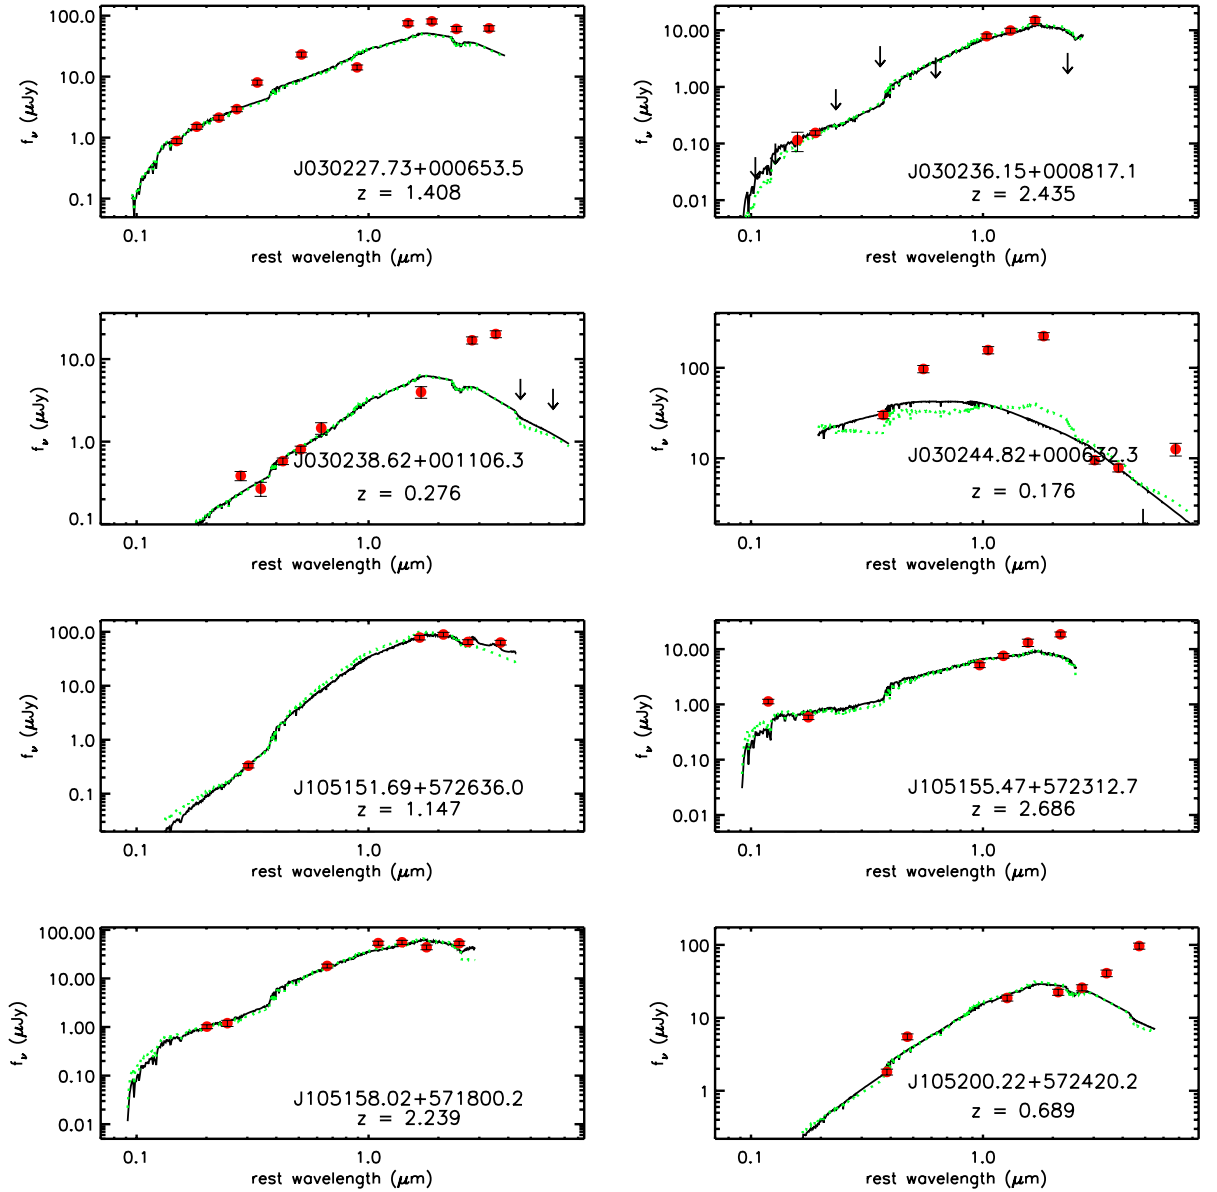 100.0
10.0
1.0
0.1
f_ν (μJy)
J030227.73+000653.5
z = 1.408
0.1 1.0
rest wavelength (μm)
10.00
1.00
0.10
0.01
f_ν (μJy)
J030236.15+000817.1
z = 2.435
0.1 1.0
rest wavelength (μm)
10.0
1.0
0.1
f_ν (μJy)
J030238.62+001106.3
z = 0.276
0.1 1.0
rest wavelength (μm)
100
10
f_ν (μJy)
J030244.82+000632.3
z = 0.176
0.1 1.0
rest wavelength (μm)
100.0
10.0
1.0
0.1
f_ν (μJy)
J105151.69+572636.0
z = 1.147
0.1 1.0
rest wavelength (μm)
10.00
1.00
0.10
0.01
f_ν (μJy)
J105155.47+572312.7
z = 2.686
0.1 1.0
rest wavelength (μm)
100.00
10.00
1.00
0.10
0.01
f_ν (μJy)
J105158.02+571800.2
z = 2.239
0.1 1.0
rest wavelength (μm)
100
10
1
f_ν (μJy)
J105200.22+572420.2
z = 0.689
0.1 1.0
rest wavelength (μm)